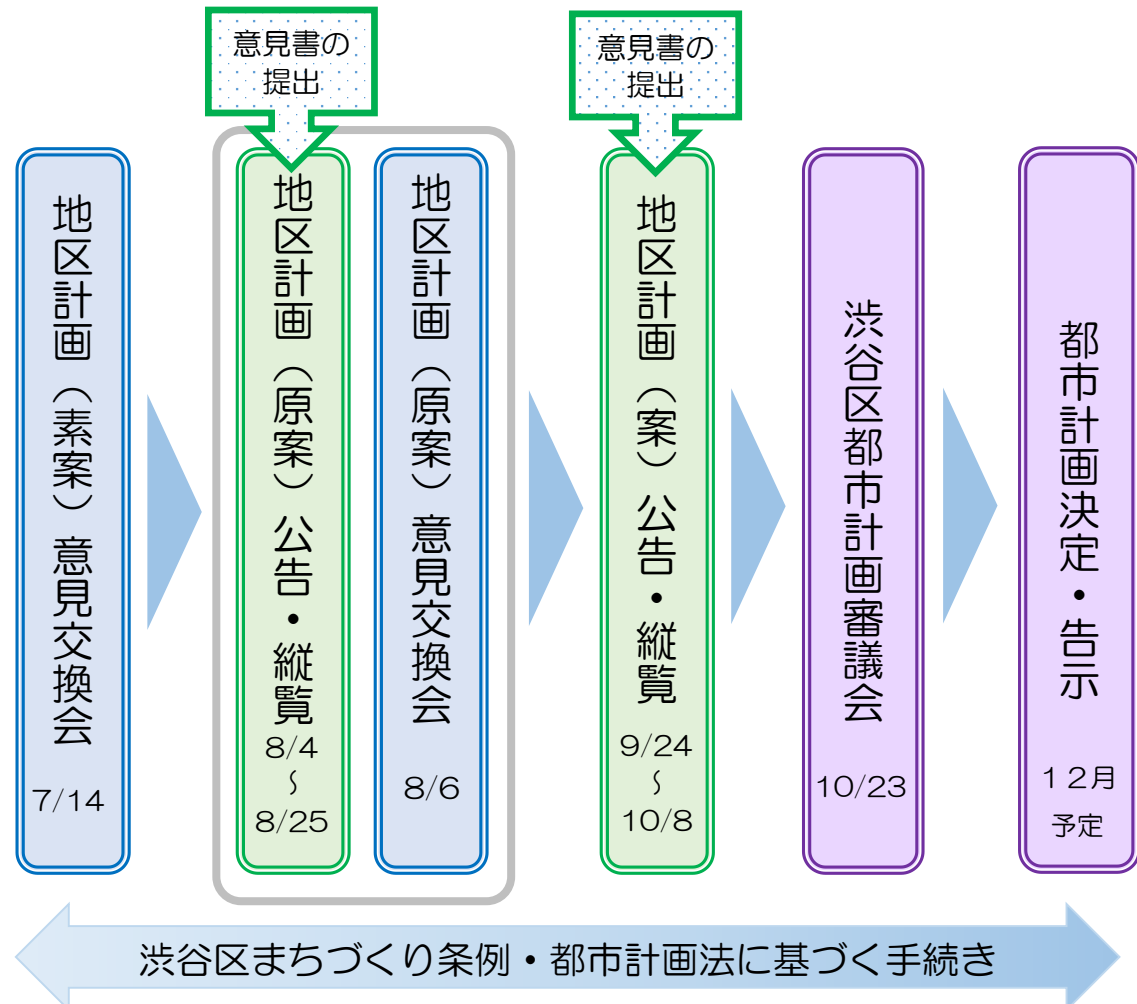 意見書の
提出
意見書の
提出
地区計画（素案）意見交換会
7/14
地区計画（原案）公告・縦覧
8/4
～
8/25
地区計画（原案）意見交換会
8/6
地区計画（案）公告・縦覧
9/24
～
10/8
渋谷区都市計画審議会
10/23
都市計画決定・告示
12月
予定
渋谷区まちづくり条例・都市計画法に基づく手続き